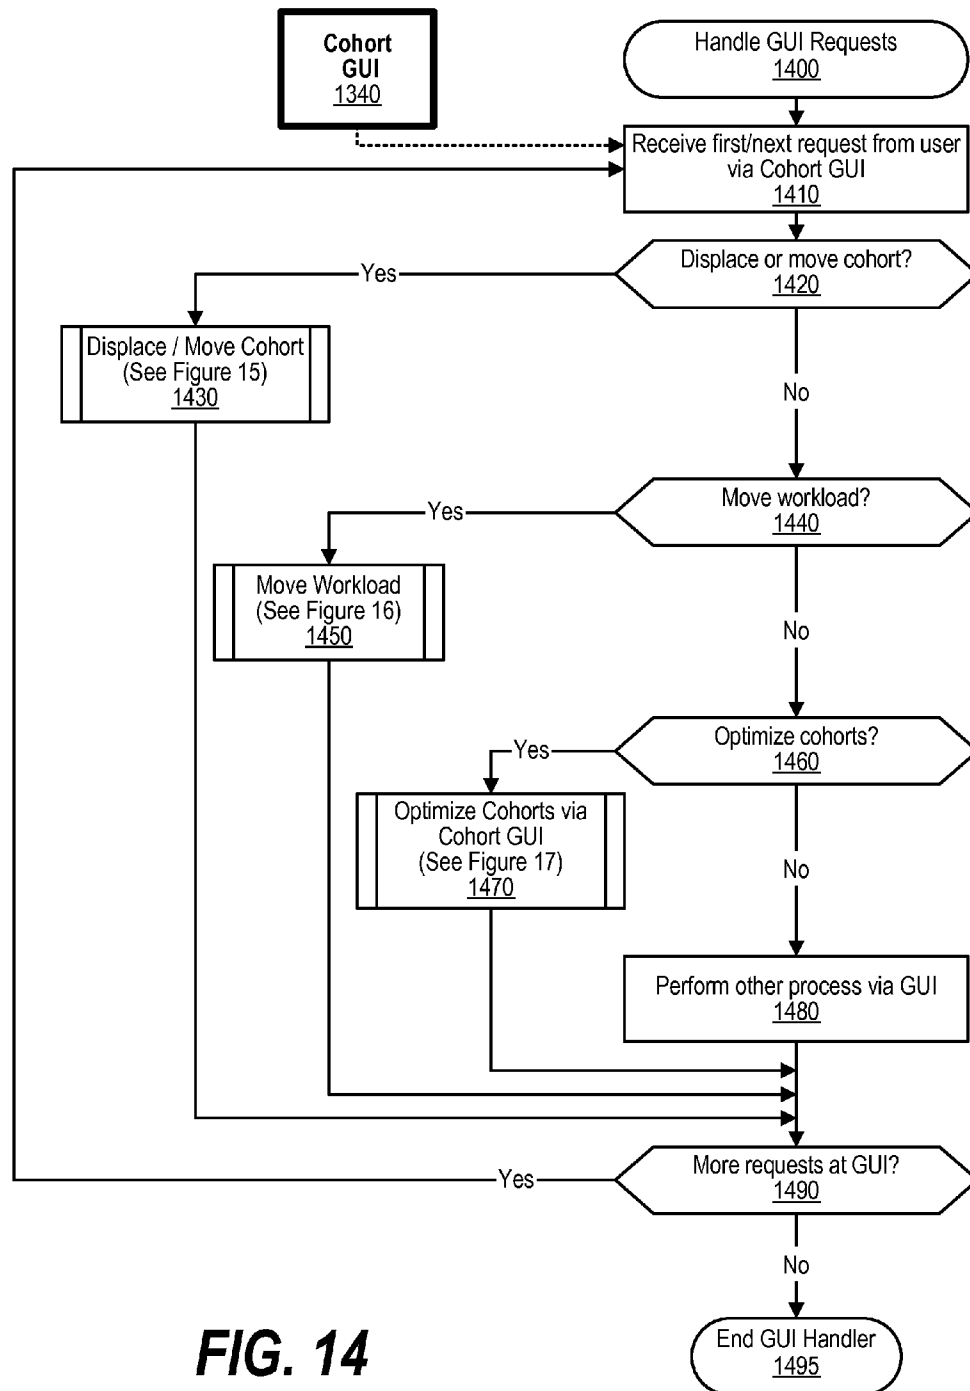 Cohort
GUI
1340
Handle GUI Requests
1400
Receive first/next request from user
via Cohort GUI
1410
Displace or move cohort?
1420
Yes
No
Displace / Move Cohort
(See Figure 15)
1430
Move workload?
1440
Yes
No
Move Workload
(See Figure 16)
1450
Optimize cohorts?
1460
Yes
No
Optimize Cohorts via
Cohort GUI
(See Figure 17)
1470
Perform other process via GUI
1480
More requests at GUI?
1490
Yes
No
End GUI Handler
1495
FIG. 14